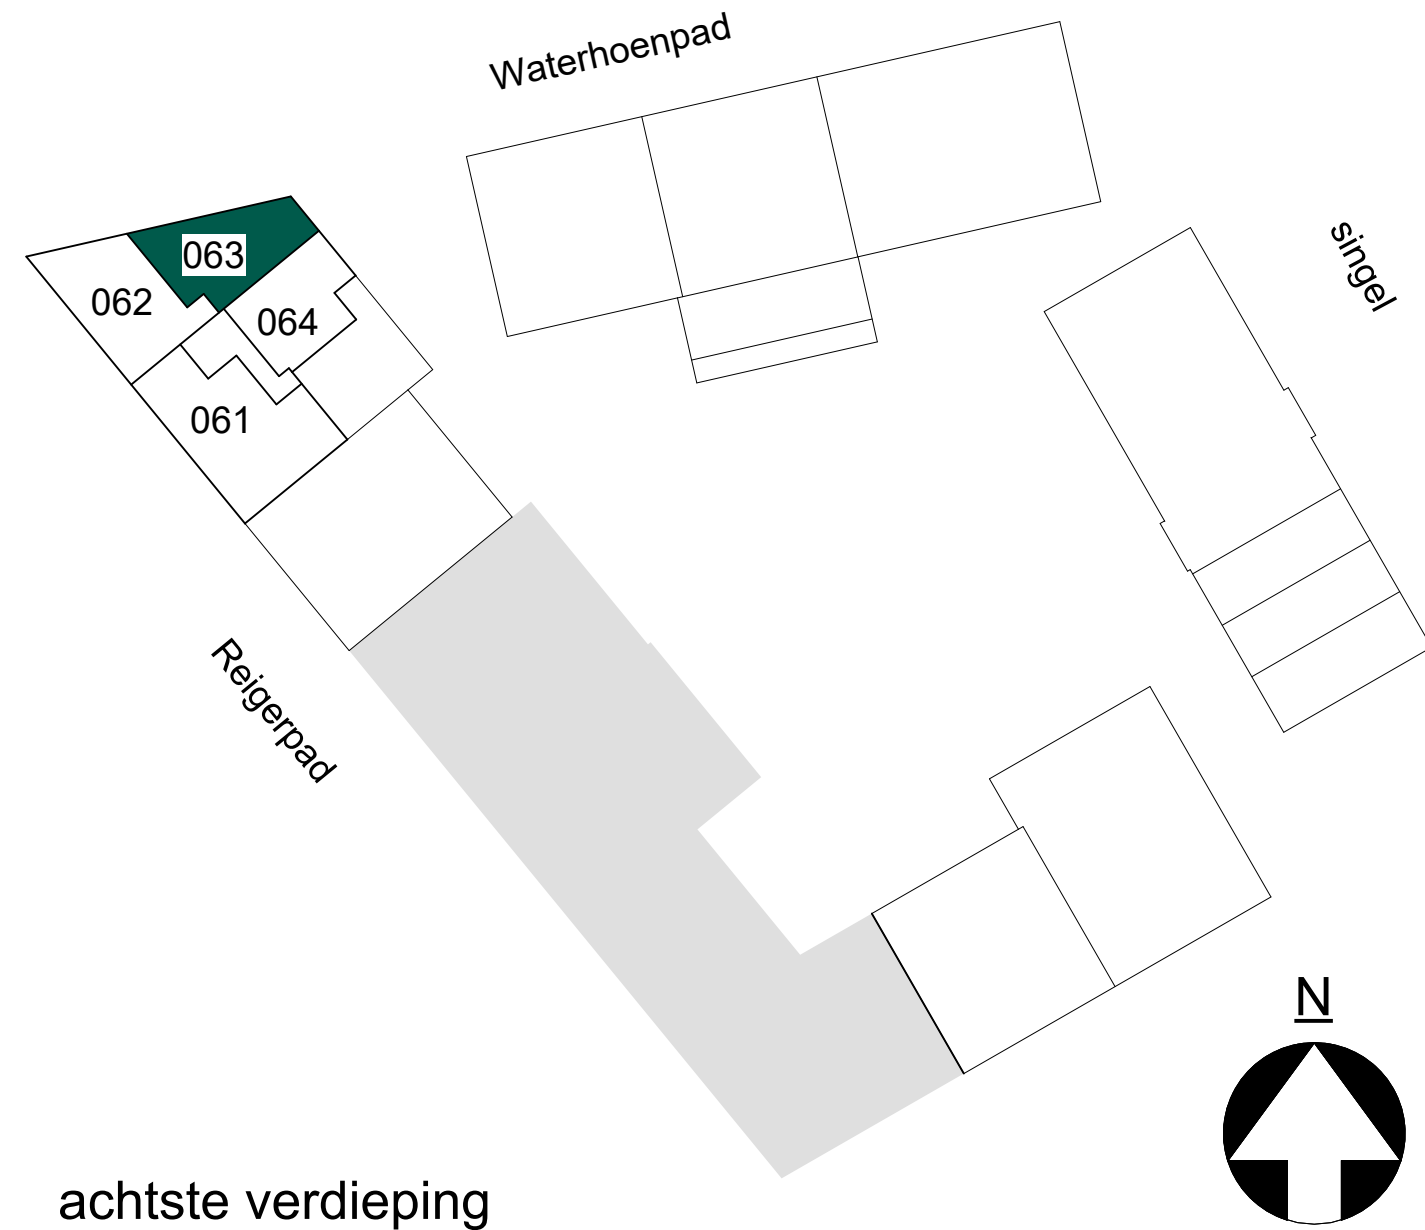 Waterhoenpad
singel
063
062
064
061
Reigerpad
N
achtste verdieping